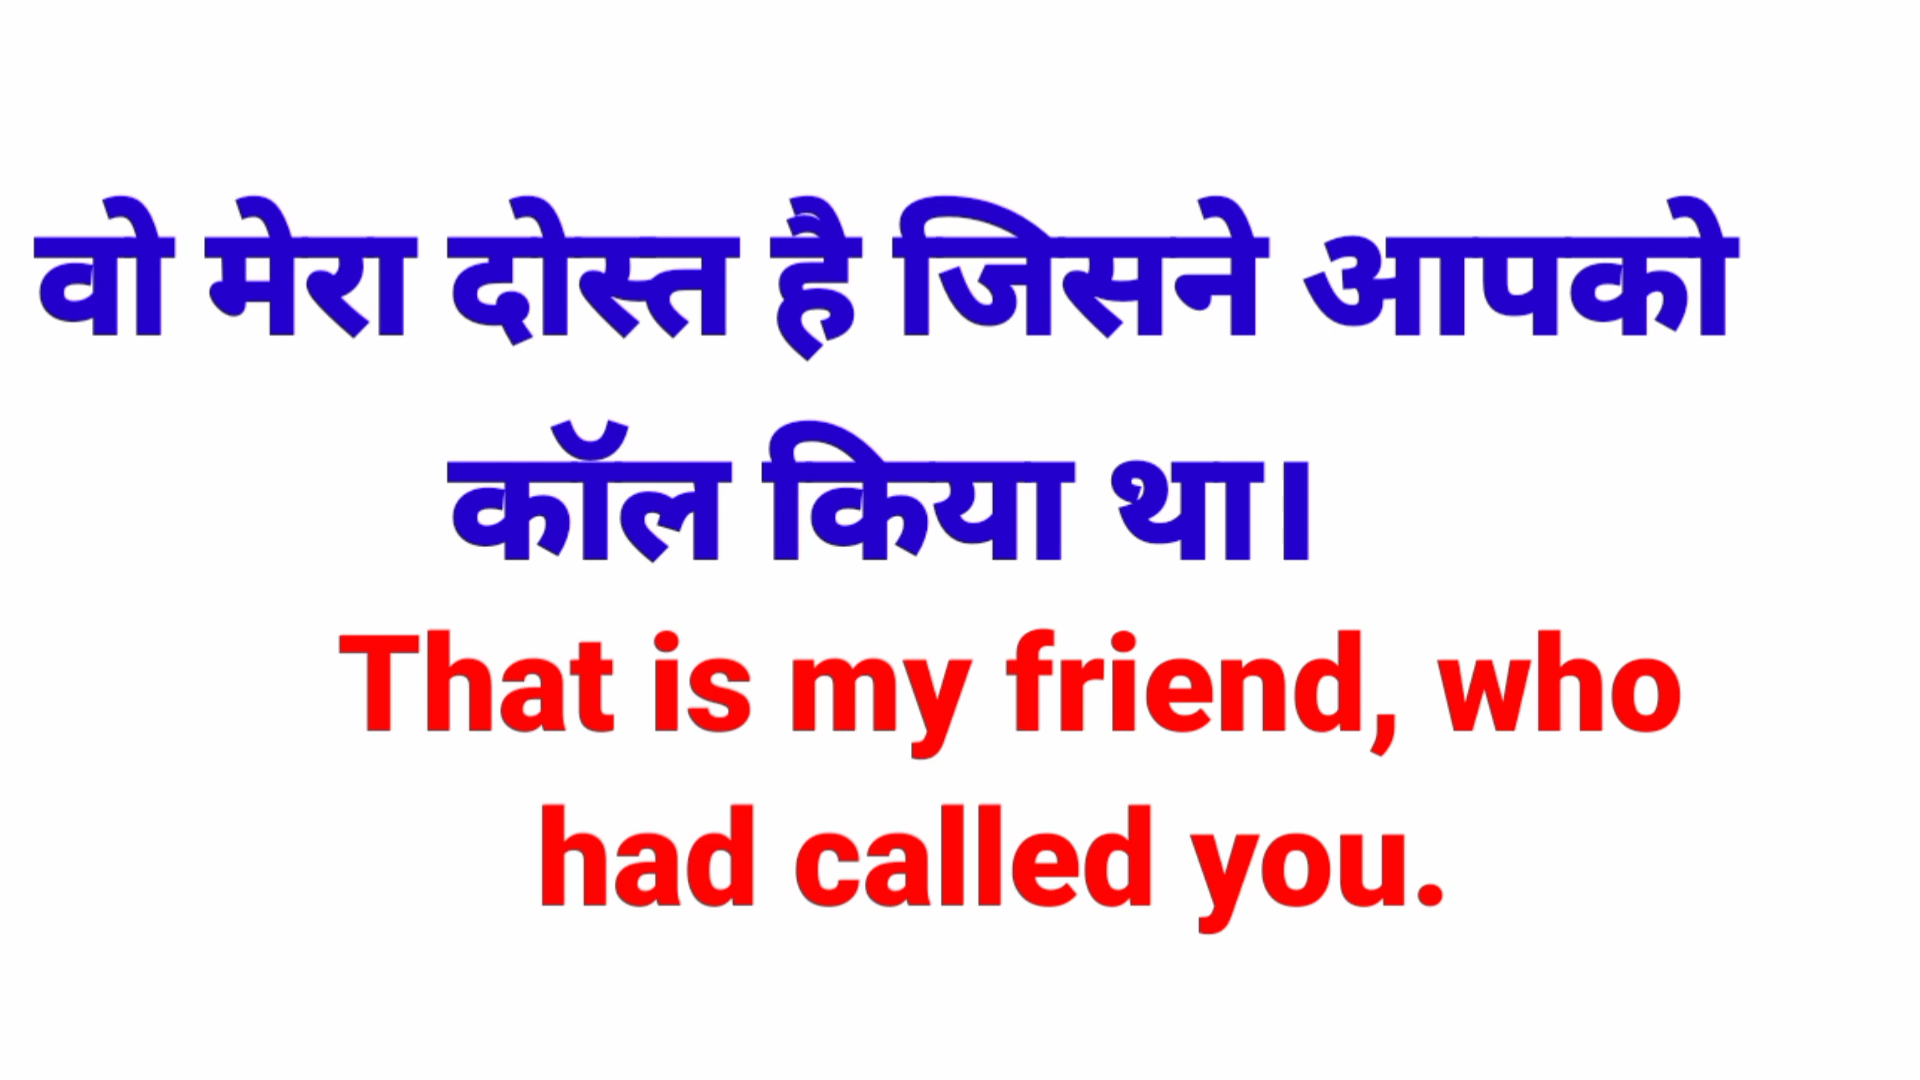 वो मेरा दोस्त है जिसने आपको
कॉल किया था।
That is my friend, who
had called you.